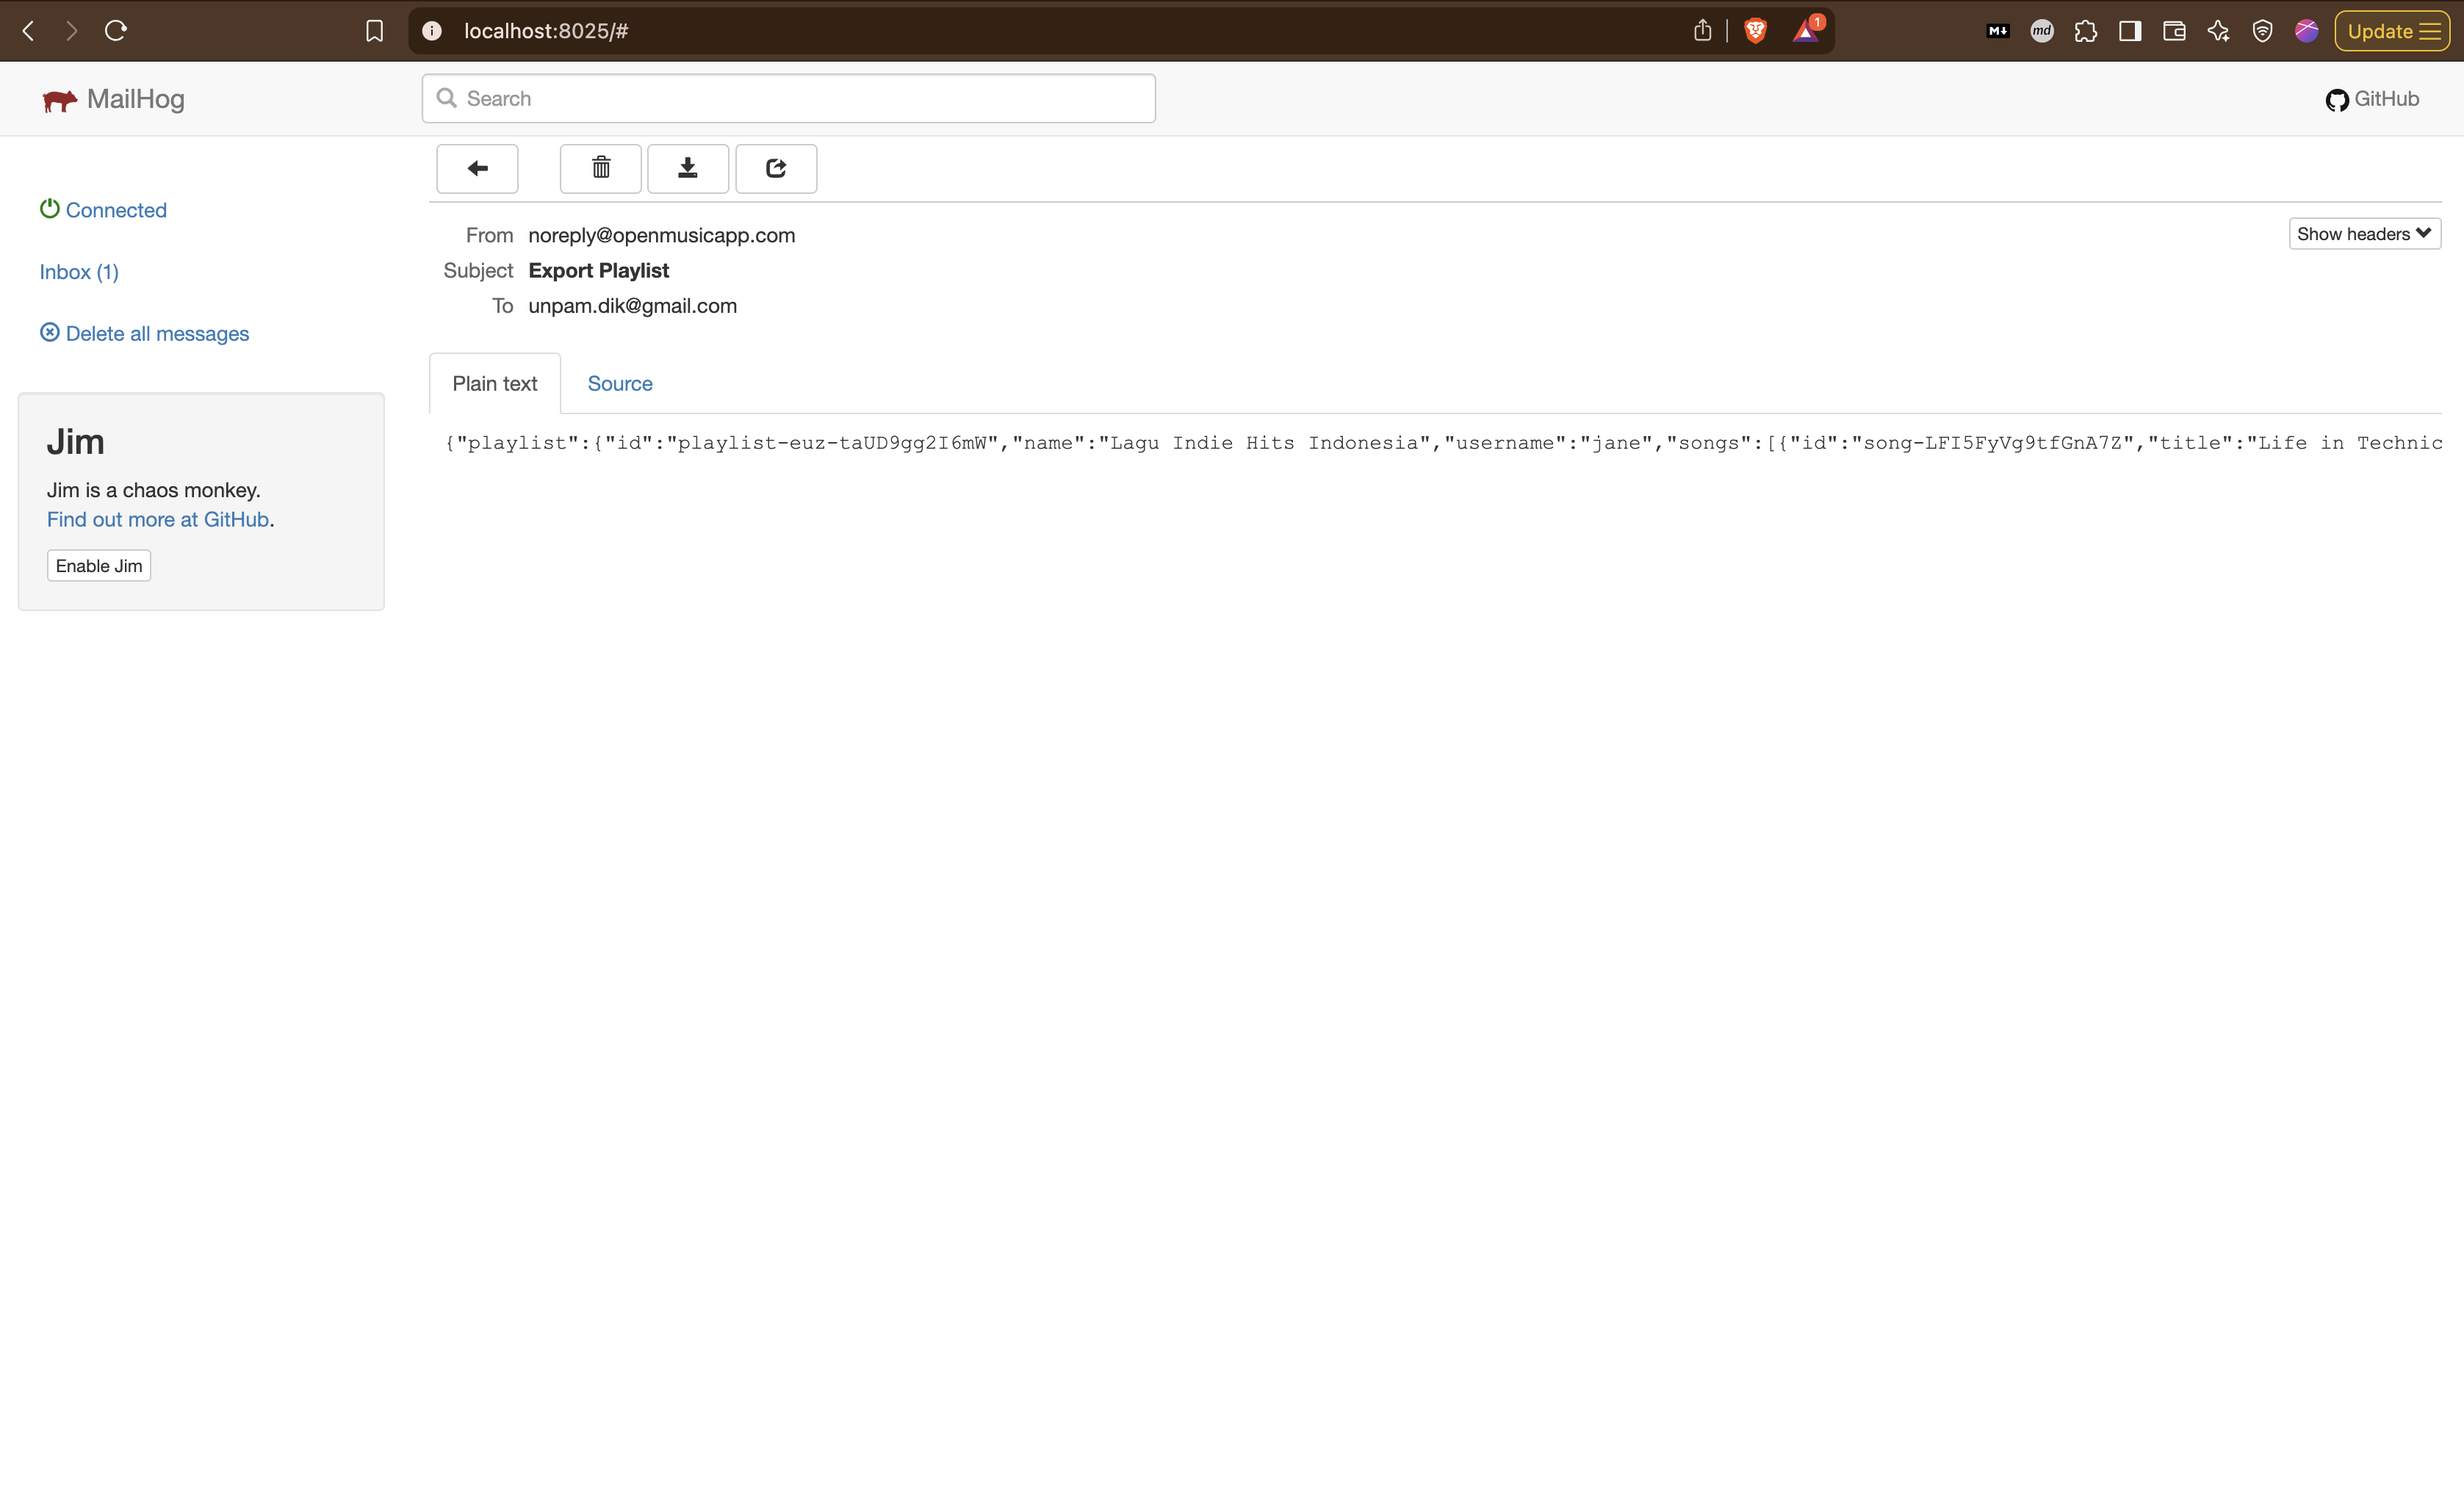 localhost:8025/#
1
M↓
md
Update
MailHog
Search
GitHub
Connected
Inbox (1)
Delete all messages
Jim
Jim is a chaos monkey.
Find out more at GitHub.
Enable Jim
From noreply@openmusicapp.com
Show headers
Subject Export Playlist
To unpam.dik@gmail.com
Plain text Source
{"playlist":{"id":"playlist-euz-taUD9gg2I6mW","name":"Lagu Indie Hits Indonesia","username":"jane","songs":[{"id":"song-LFI5FyVg9tfGnA7Z","title":"Life in Technic